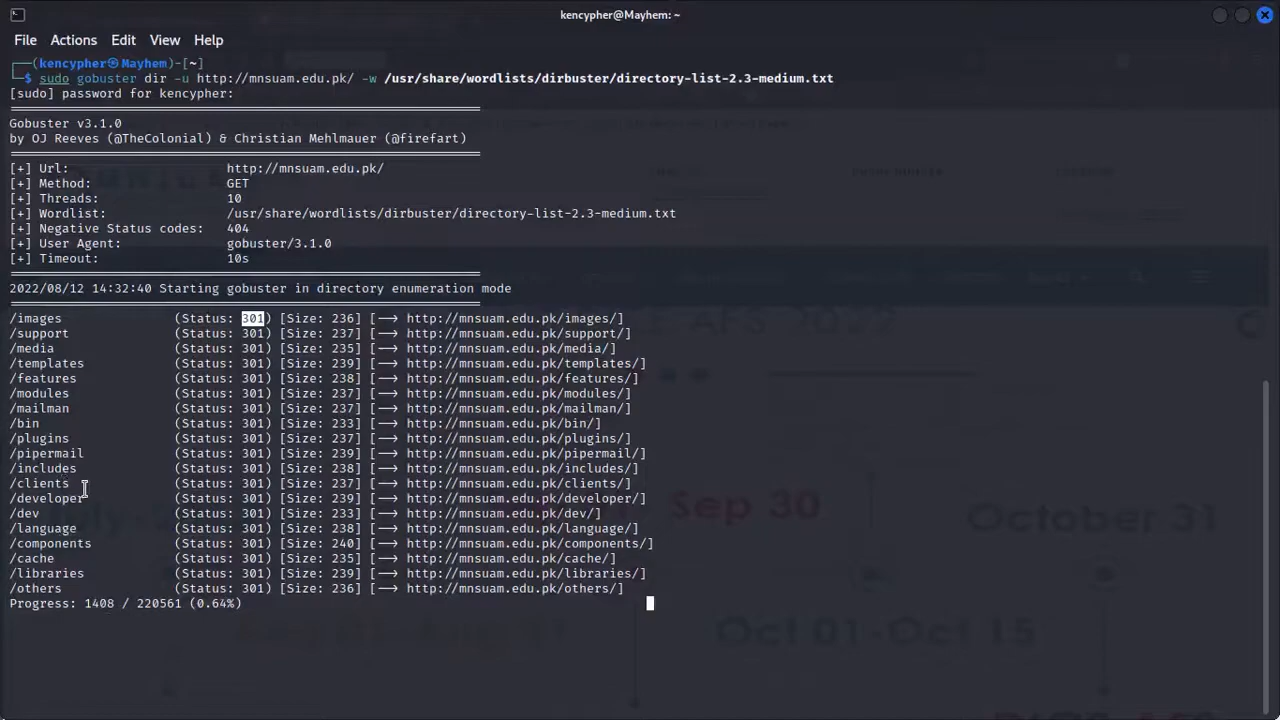 kencypher@Mayhem: ~
File Actions Edit View Help
┌──(kencypher㉿Mayhem)-[~]
└─$ sudo gobuster dir -u http://mnsuam.edu.pk/ -w /usr/share/wordlists/dirbuster/directory-list-2.3-medium.txt
[sudo] password for kencypher:
===============================================================
Gobuster v3.1.0
by OJ Reeves (@TheColonial) & Christian Mehlmauer (@firefart)
===============================================================
[+] Url: http://mnsuam.edu.pk/
[+] Method: GET
[+] Threads: 10
[+] Wordlist: /usr/share/wordlists/dirbuster/directory-list-2.3-medium.txt
[+] Negative Status codes: 404
[+] User Agent: gobuster/3.1.0
[+] Timeout: 10s
===============================================================
2022/08/12 14:32:40 Starting gobuster in directory enumeration mode
===============================================================
/images (Status: 301) [Size: 236] [--> http://mnsuam.edu.pk/images/]
/support (Status: 301) [Size: 237] [--> http://mnsuam.edu.pk/support/]
/media (Status: 301) [Size: 235] [--> http://mnsuam.edu.pk/media/]
/templates (Status: 301) [Size: 239] [--> http://mnsuam.edu.pk/templates/]
/features (Status: 301) [Size: 238] [--> http://mnsuam.edu.pk/features/]
/modules (Status: 301) [Size: 237] [--> http://mnsuam.edu.pk/modules/]
/mailman (Status: 301) [Size: 237] [--> http://mnsuam.edu.pk/mailman/]
/bin (Status: 301) [Size: 233] [--> http://mnsuam.edu.pk/bin/]
/plugins (Status: 301) [Size: 237] [--> http://mnsuam.edu.pk/plugins/]
/pipermail (Status: 301) [Size: 239] [--> http://mnsuam.edu.pk/pipermail/]
/includes (Status: 301) [Size: 238] [--> http://mnsuam.edu.pk/includes/]
/clients (Status: 301) [Size: 237] [--> http://mnsuam.edu.pk/clients/]
/developer (Status: 301) [Size: 239] [--> http://mnsuam.edu.pk/developer/]
/dev (Status: 301) [Size: 233] [--> http://mnsuam.edu.pk/dev/]
/language (Status: 301) [Size: 238] [--> http://mnsuam.edu.pk/language/]
/components (Status: 301) [Size: 240] [--> http://mnsuam.edu.pk/components/]
/cache (Status: 301) [Size: 235] [--> http://mnsuam.edu.pk/cache/]
/libraries (Status: 301) [Size: 239] [--> http://mnsuam.edu.pk/libraries/]
/others (Status: 301) [Size: 236] [--> http://mnsuam.edu.pk/others/]
Progress: 1408 / 220561 (0.64%)
Sep 30
October 31
Oct 01-Oct 15